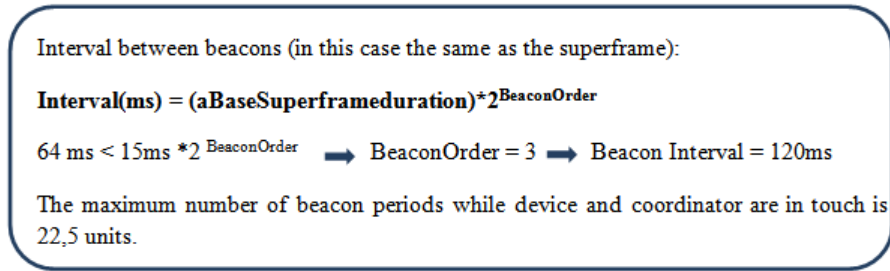 Interval between beacons (in this case the same as the superframe):
Interval(ms) = (aBaseSuperframeduration)*2^BeaconOrder
64 ms < 15ms *2 ^BeaconOrder ➡ BeaconOrder = 3 ➡ Beacon Interval = 120ms
The maximum number of beacon periods while device and coordinator are in touch is
22,5 units.